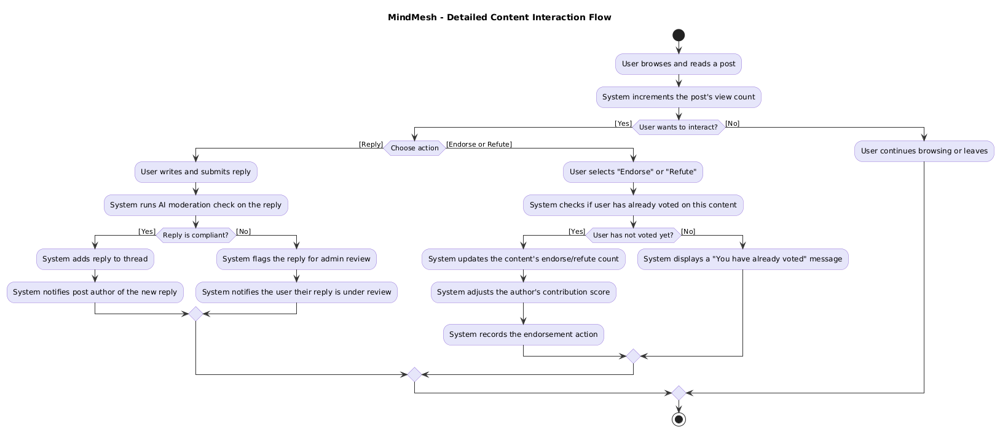 MindMesh - Detailed Content Interaction Flow
User browses and reads a post
System increments the post's view count
[Yes]
User wants to interact?
[No]
[Reply]
Choose action
[Endorse or Refute]
User continues browsing or leaves
User writes and submits reply
User selects "Endorse" or "Refute"
System runs AI moderation check on the reply
System checks if user has already voted on this content
[Yes]
Reply is compliant?
[No]
[Yes]
User has not voted yet?
[No]
System adds reply to thread
System flags the reply for admin review
System updates the content's endorse/refute count
System displays a "You have already voted" message
System notifies post author of the new reply
System notifies the user their reply is under review
System adjusts the author's contribution score
System records the endorsement action